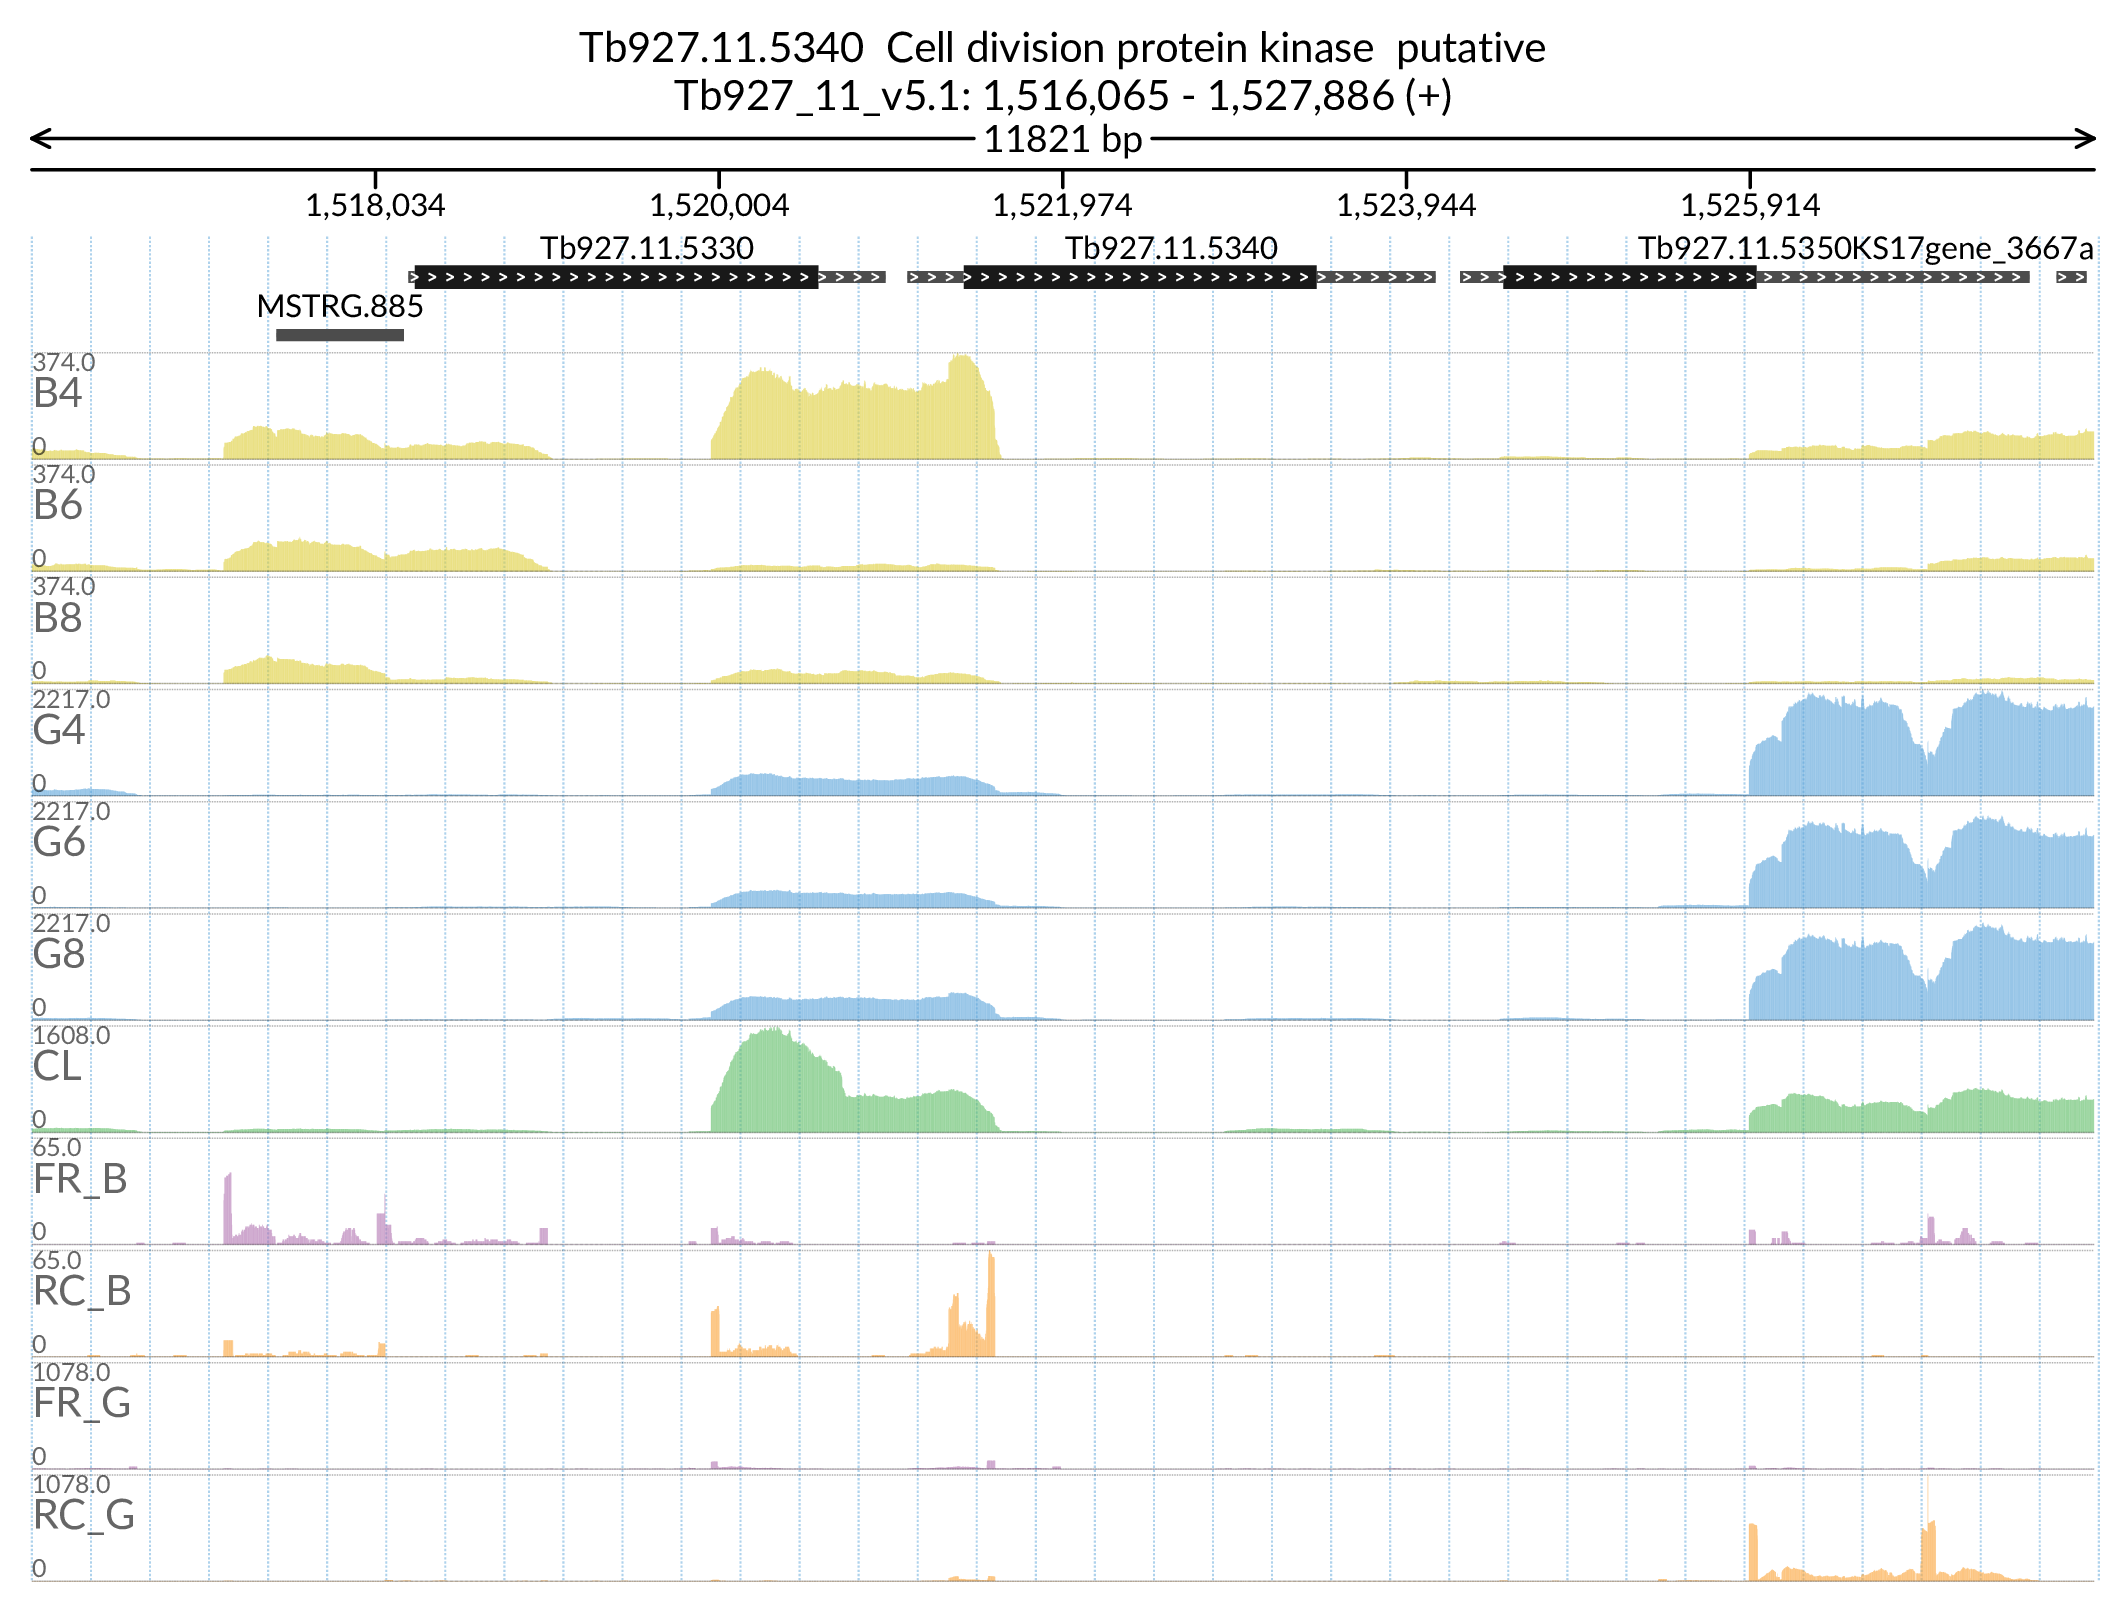 Tb927.11.5340  Cell division protein kinase  putative
Tb927_11_v5.1: 1,516,065 - 1,527,886 (+)
11821 bp
1,518,034 1,520,004 1,521,974 1,523,944 1,525,914
Tb927.11.5330 Tb927.11.5340 Tb927.11.5350KS17gene_3667a
MSTRG.885
374.0
B4
0
374.0
B6
0
374.0
B8
0
2217.0
G4
0
2217.0
G6
0
2217.0
G8
0
1608.0
CL
0
65.0
FR_B
0
65.0
RC_B
0
1078.0
FR_G
0
1078.0
RC_G
0